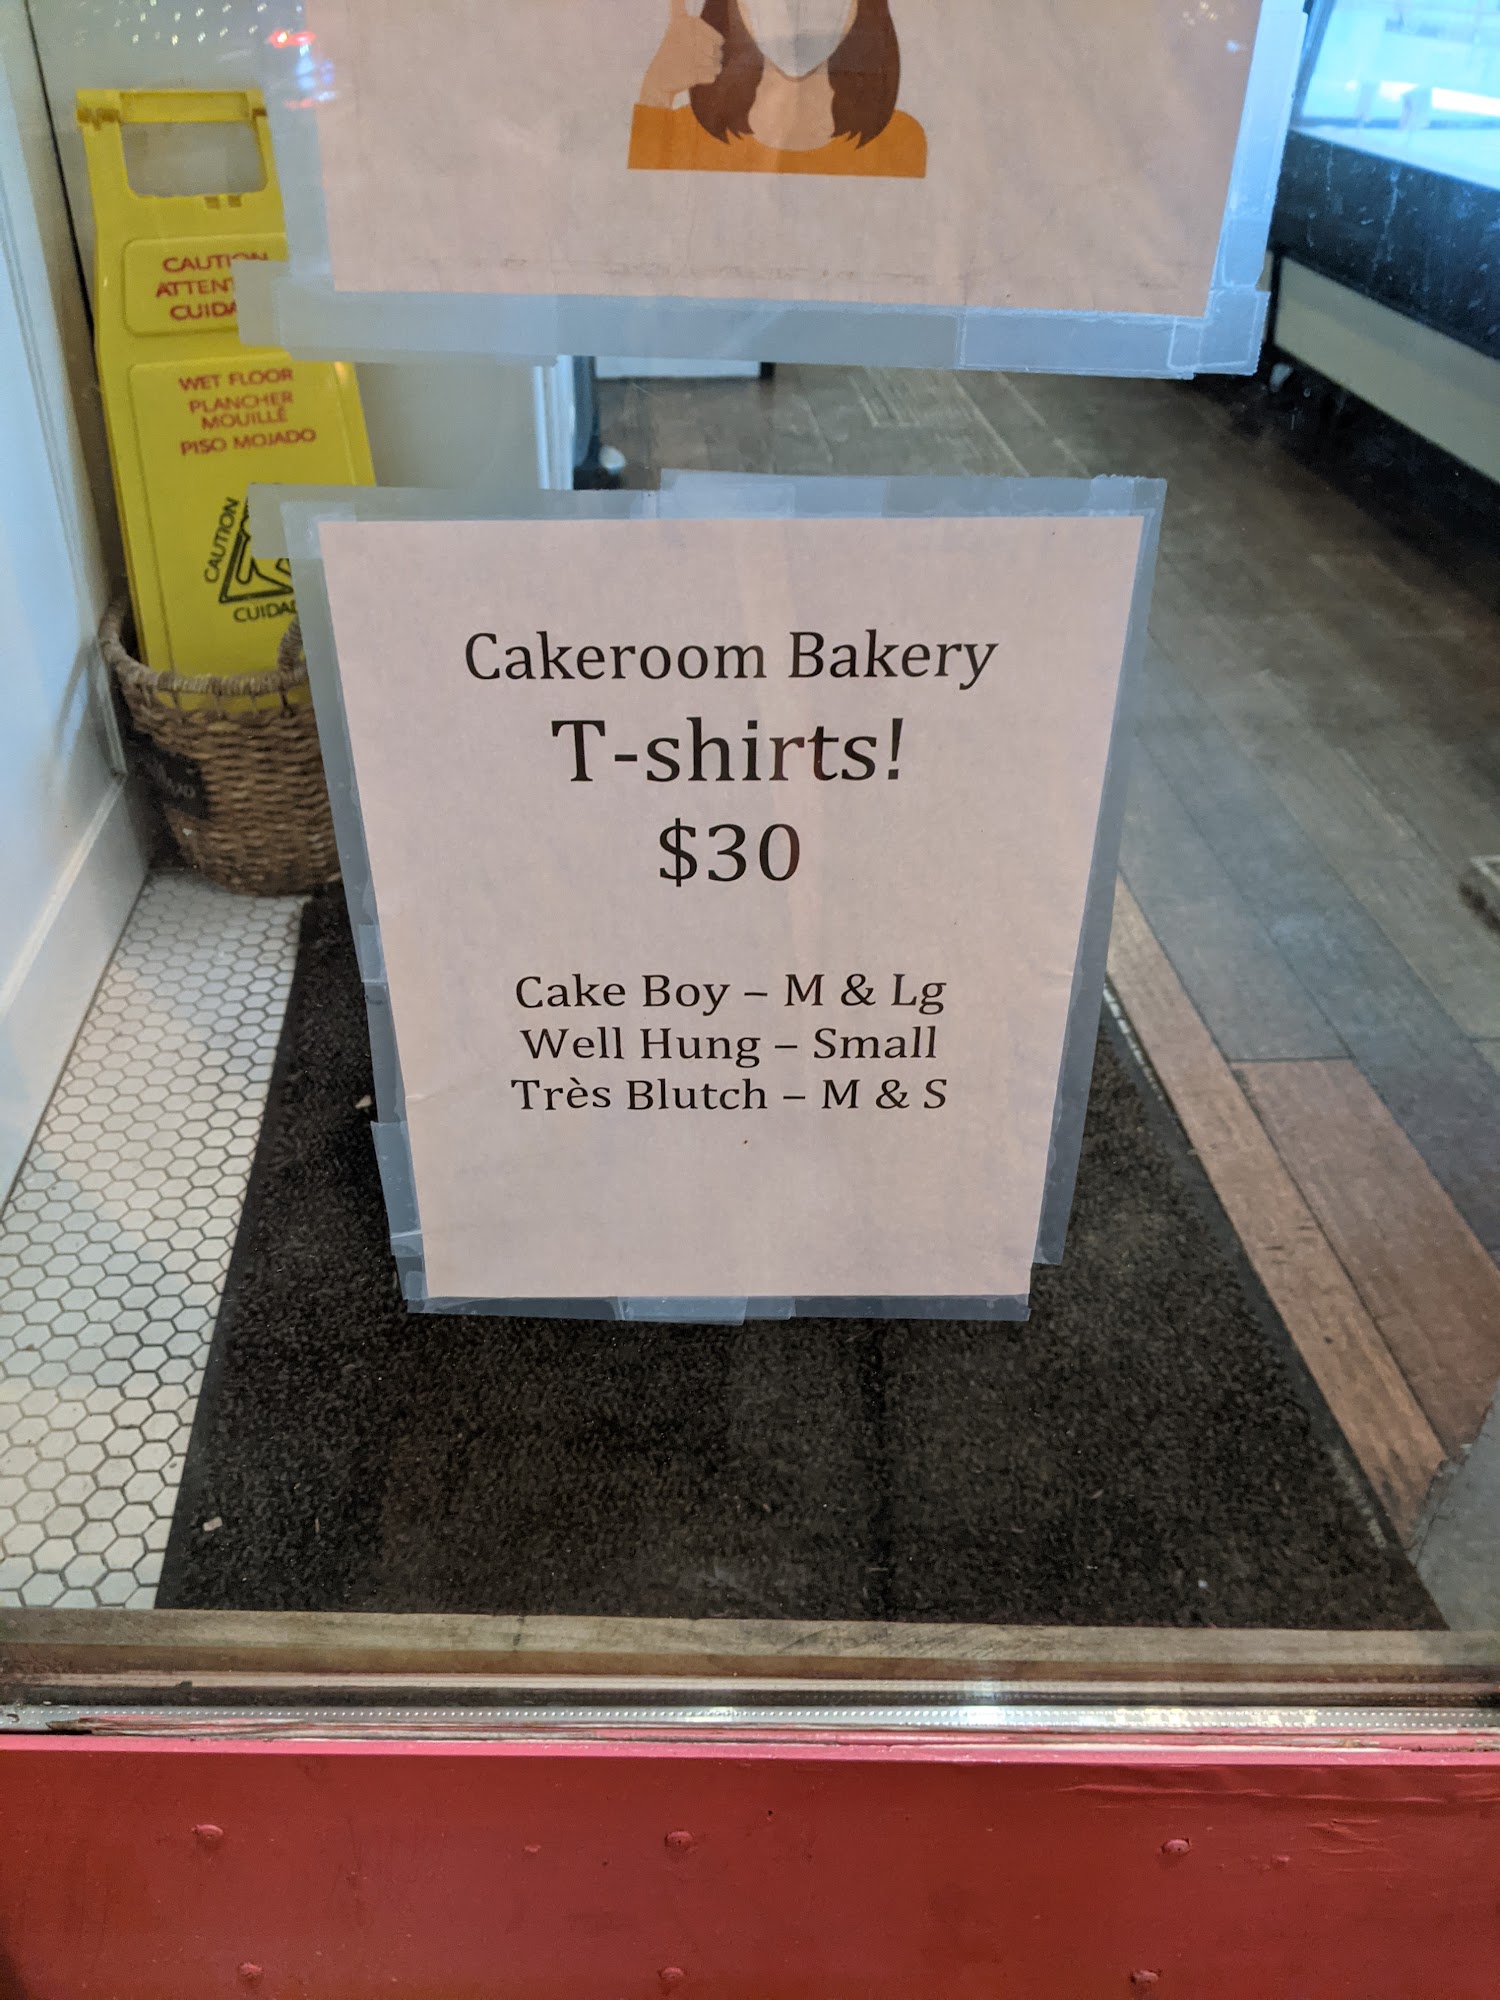 CAUTION
WET FLOOR
PLANCHER
MOUILLÉ
PISO MOJADO
CAUTION
Cakeroom Bakery
T-shirts!
$30
Cake Boy – M & Lg
Well Hung – Small
Très Blutch – M & S